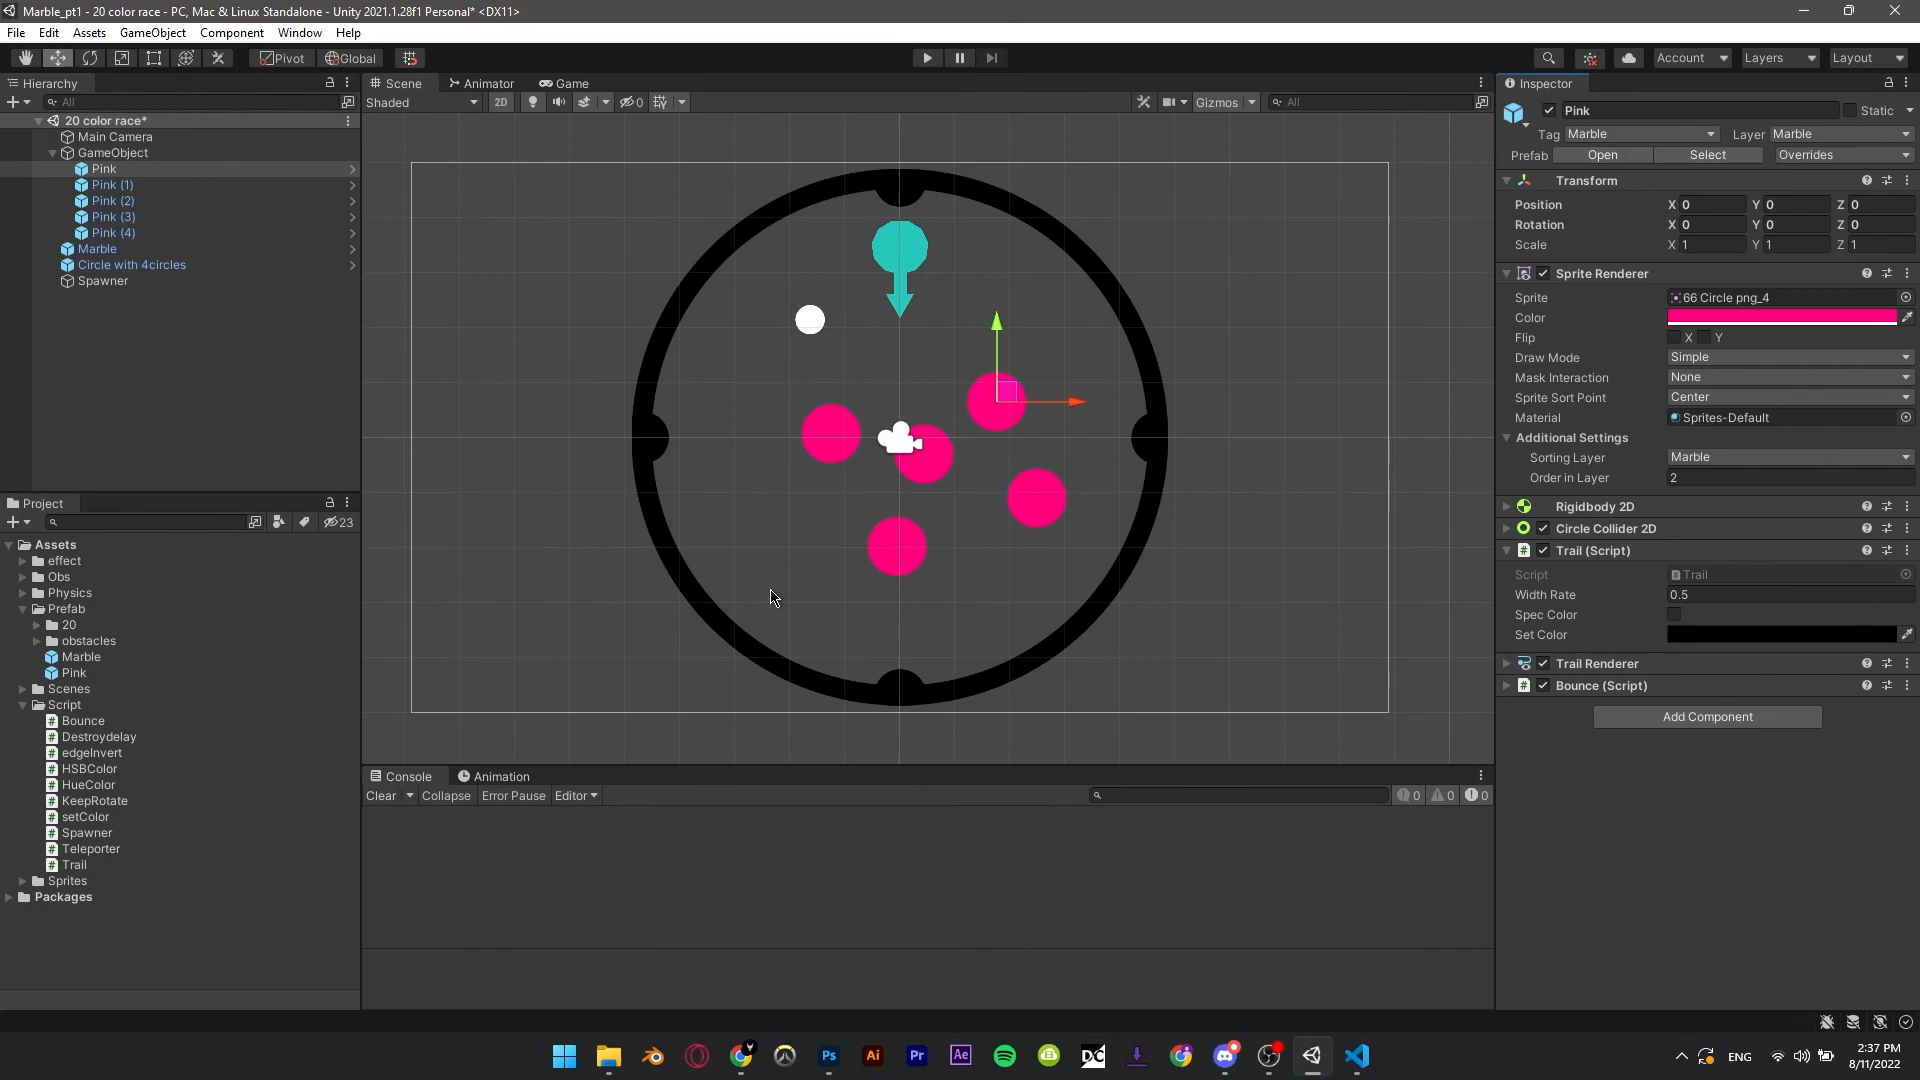 Marble_pt1 - 20 color race - PC, Mac & Linux Standalone - Unity 2021.1.28f1 Personal* <DX11>
File Edit Assets GameObject Component Window Help
Pivot Global Account Layers Layout
Hierarchy
All
20 color race*
Main Camera
GameObject
Pink
Pink (1)
Pink (2)
Pink (3)
Pink (4)
Marble
Circle with 4circles
Spawner
Project
23
Assets
effect
Obs
Physics
Prefab
20
obstacles
Marble
Pink
Scenes
Script
Bounce
Destroydelay
edgeInvert
HSBColor
HueColor
KeepRotate
setColor
Spawner
Teleporter
Trail
Sprites
Packages
Scene Animator Game
Shaded 2D 0 Gizmos All
Console Animation
Clear Collapse Error Pause Editor 0 0 0
Inspector
Pink Static
Tag Marble Layer Marble
Prefab Open Select Overrides
Transform
Position X 0 Y 0 Z 0
Rotation X 0 Y 0 Z 0
Scale X 1 Y 1 Z 1
Sprite Renderer
Sprite 66 Circle png_4
Color
Flip X Y
Draw Mode Simple
Mask Interaction None
Sprite Sort Point Center
Material Sprites-Default
Additional Settings
Sorting Layer Marble
Order in Layer 2
Rigidbody 2D
Circle Collider 2D
Trail (Script)
Script Trail
Width Rate 0.5
Spec Color
Set Color
Trail Renderer
Bounce (Script)
Add Component
Ps Ai Pr Ae DC
ENG
2:37 PM
8/11/2022